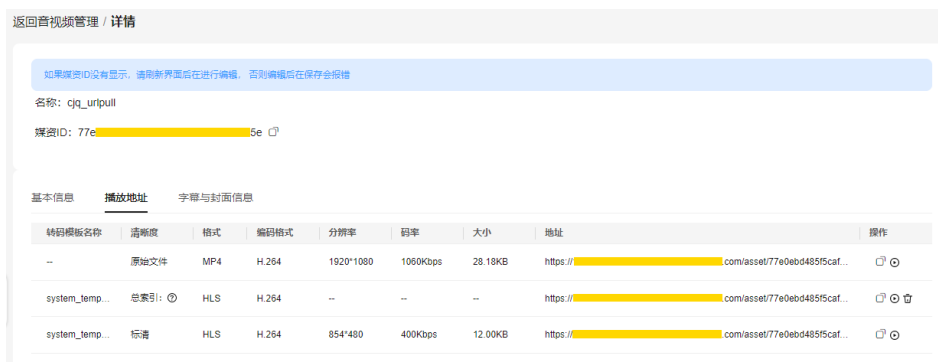 返回音视频管理 / 详情
如果媒资ID没有显示，请刷新界面后在进行编辑， 否则编辑后在保存会报错
名称： cjq_urlpull
媒资ID： 77e 5e
基本信息 播放地址 字幕与封面信息
转码模板名称 清晰度 格式 编码格式 分辨率 码率 大小 地址 操作
-- 原始文件 MP4 H.264 1920*1080 1060Kbps 28.18KB https:// .com/asset/77e0ebd485f5caf...
system_temp... 总索引： HLS H.264 -- -- -- https:// .com/asset/77e0ebd485f5caf...
system_temp... 标清 HLS H.264 854*480 400Kbps 12.00KB https:// .com/asset/77e0ebd485f5caf...